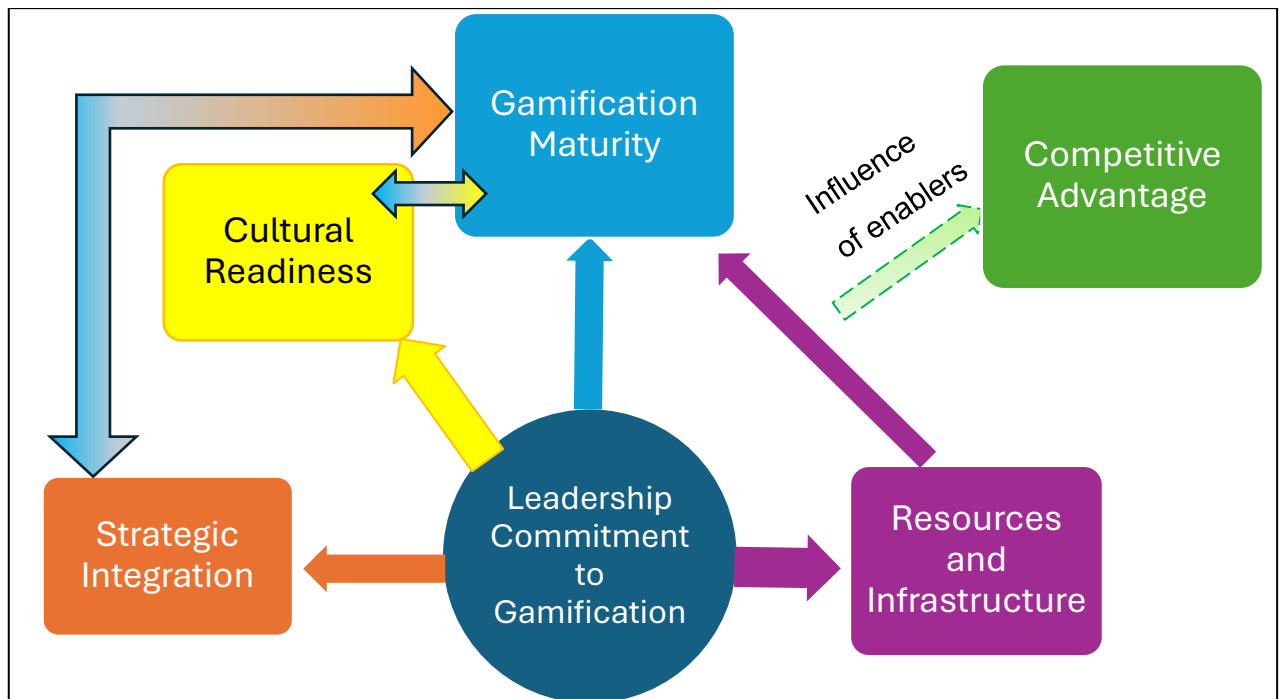 Gamification
Maturity
Competitive
Advantage
Influence
of enablers
Cultural
Readiness
Strategic
Integration
Leadership
Commitment
to
Gamification
Resources
and
Infrastructure